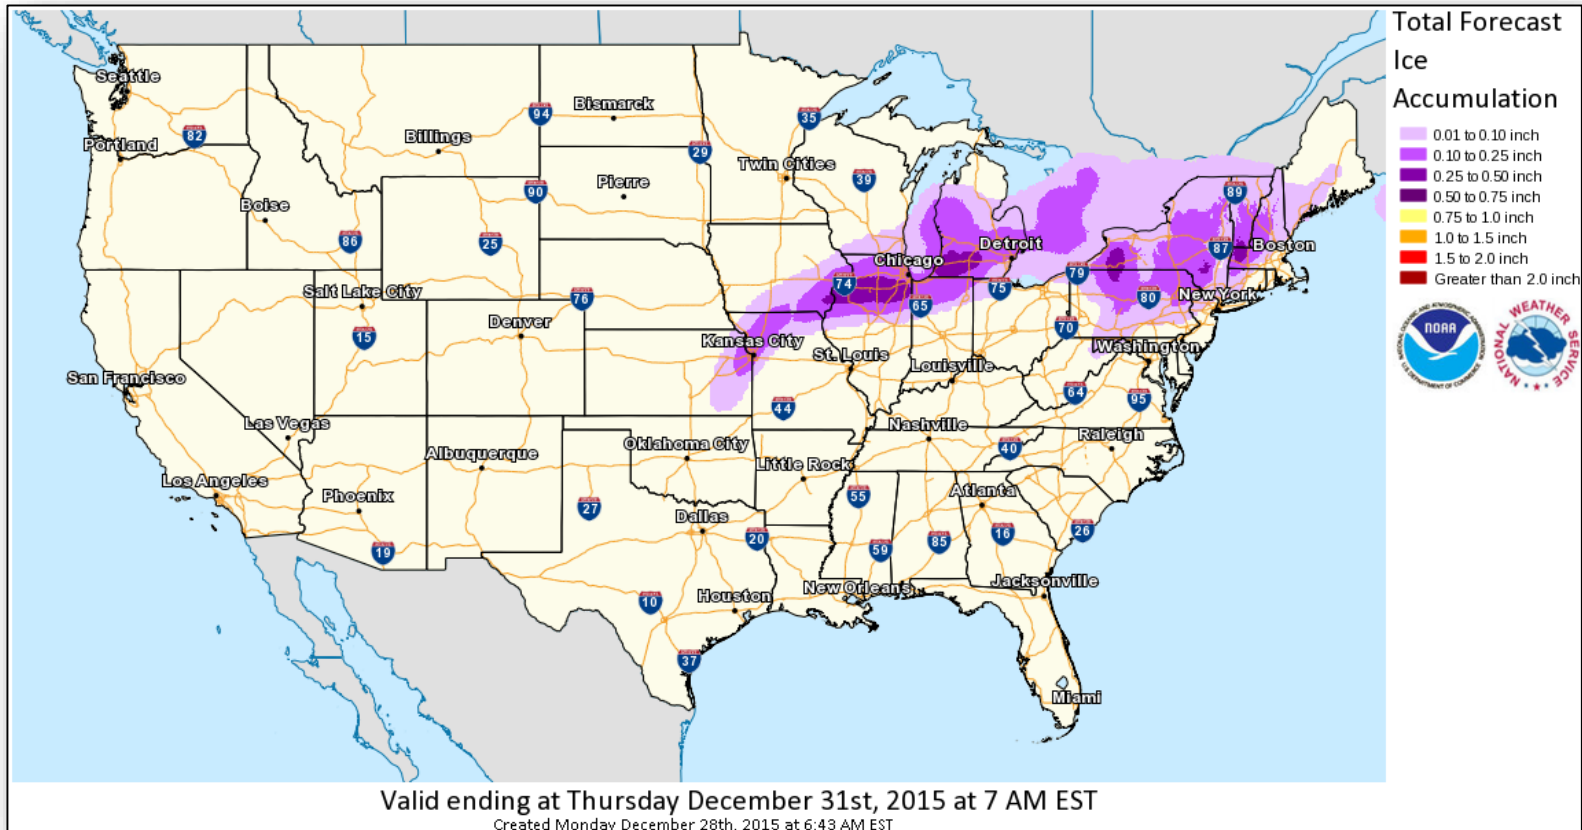 Total Forecast
Ice
Accumulation
0.01 to 0.10 inch
0.10 to 0.25 inch
0.25 to 0.50 inch
0.50 to 0.75 inch
0.75 to 1.0 inch
1.0 to 1.5 inch
1.5 to 2.0 inch
Greater than 2.0 inch
NOAA
NATIONAL OCEANIC AND ATMOSPHERIC ADMINISTRATION
U.S. DEPARTMENT OF COMMERCE
NATIONAL WEATHER SERVICE
Seattle
94
Bismarck
35
82
Portland
Billings
29
Twin Cities
39
90
Pierre
89
Boise
86
25
Detroit
87
Boston
Chicago
79
74
Salt Lake City
76
75
80
New York
65
Denver
15
70
Kansas City
St. Louis
Washington
Louisville
San Francisco
64
95
44
Las Vegas
Nashville
Raleigh
Oklahoma City
40
Albuquerque
Little Rock
Los Angeles
Phoenix
55
Atlanta
27
Dallas
20
16
26
19
59
85
Jacksonville
New Orleans
Houston
10
37
Miami
Valid ending at Thursday December 31st, 2015 at 7 AM EST
Created Monday December 28th, 2015 at 6:43 AM EST